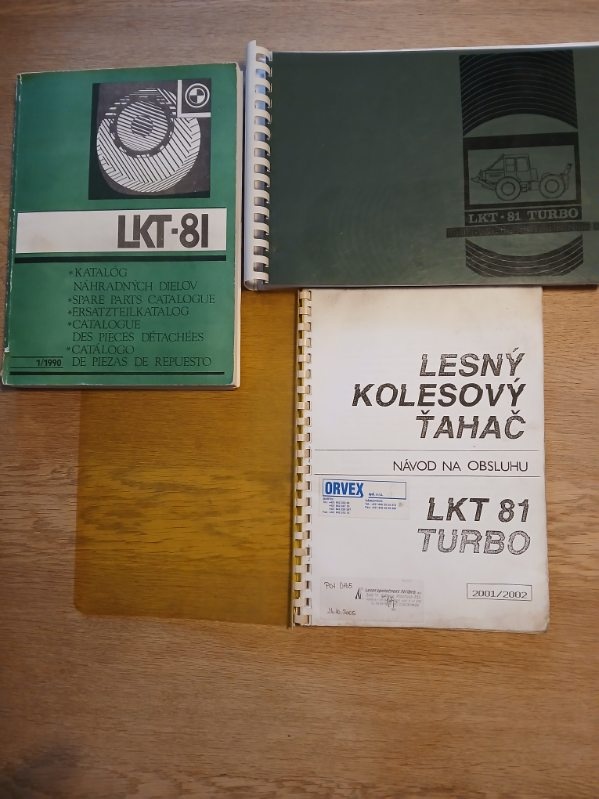 LKT-81
*KATALÓG
NÁHRADNÝCH DIELOV
*SPARE PARTS CATALOGUE
*ERSATZTEILKATALOG
*CATALOGUE
DES PIECES DÉTACHÉES
*CATÁLOGO
DE PIEZAS DE REPUESTO
1/1990
LKT-81 TURBO
LESNÝ
KOLESOVÝ
ŤAHAČ
NÁVOD NA OBSLUHU
ORVEX
LKT 81
TURBO
2001/2002